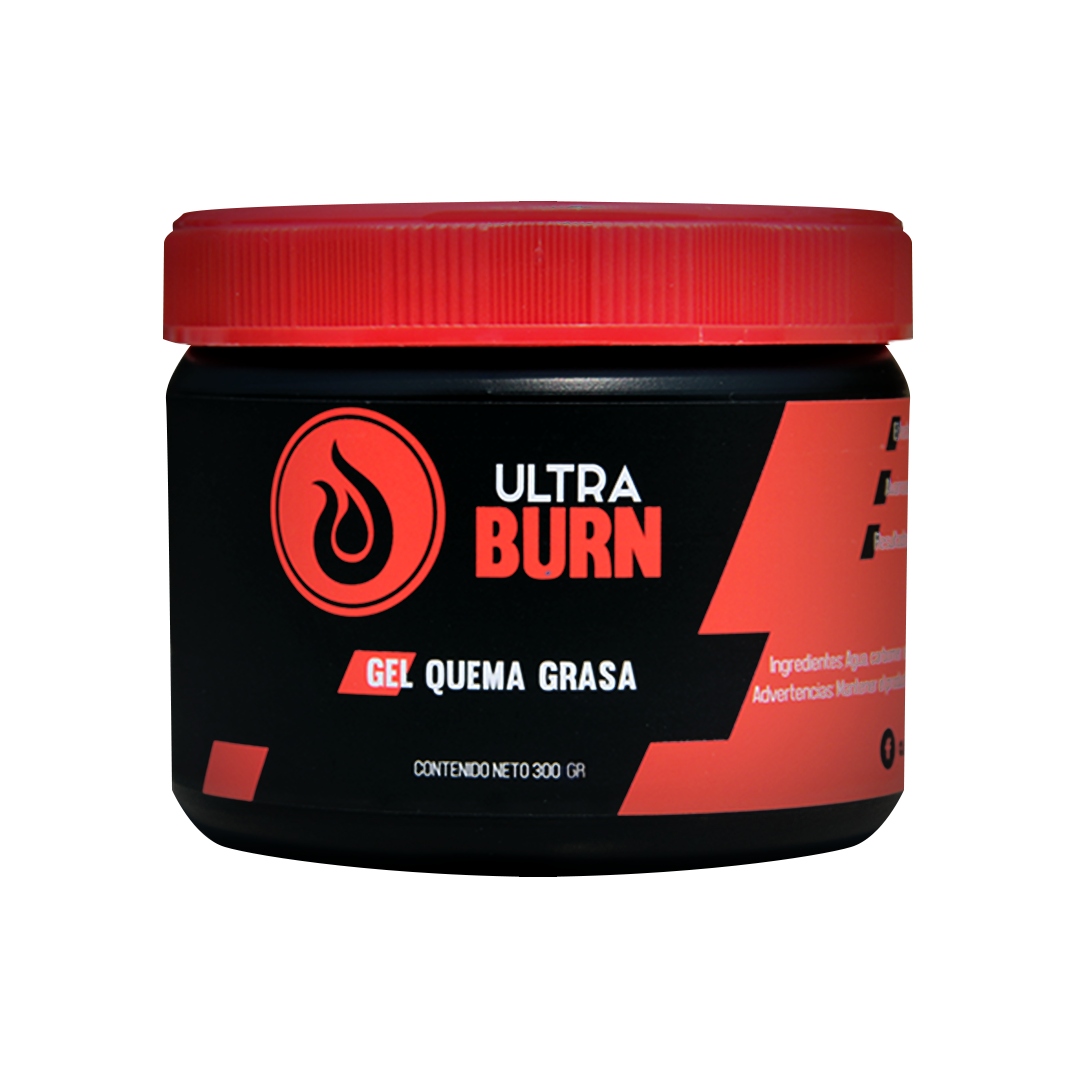 ULTRA
BURN
GEL QUEMA GRASA
CONTENIDO NETO 300 GR
Ingredientes: Agua,
Advertencias: Mantener